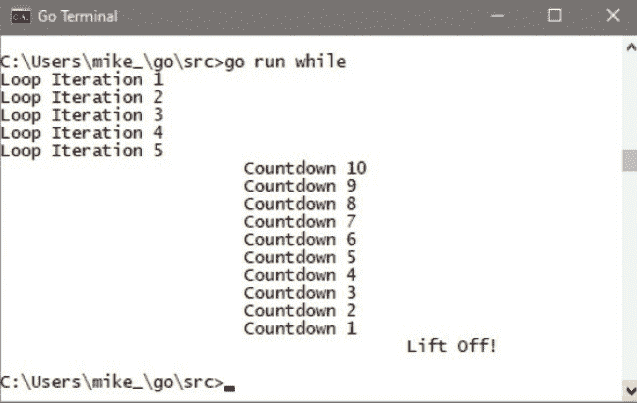 Go Terminal
C:\Users\mike_\go\src>go run while
Loop Iteration 1
Loop Iteration 2
Loop Iteration 3
Loop Iteration 4
Loop Iteration 5
Countdown 10
Countdown 9
Countdown 8
Countdown 7
Countdown 6
Countdown 5
Countdown 4
Countdown 3
Countdown 2
Countdown 1
Lift Off!
C:\Users\mike_\go\src>